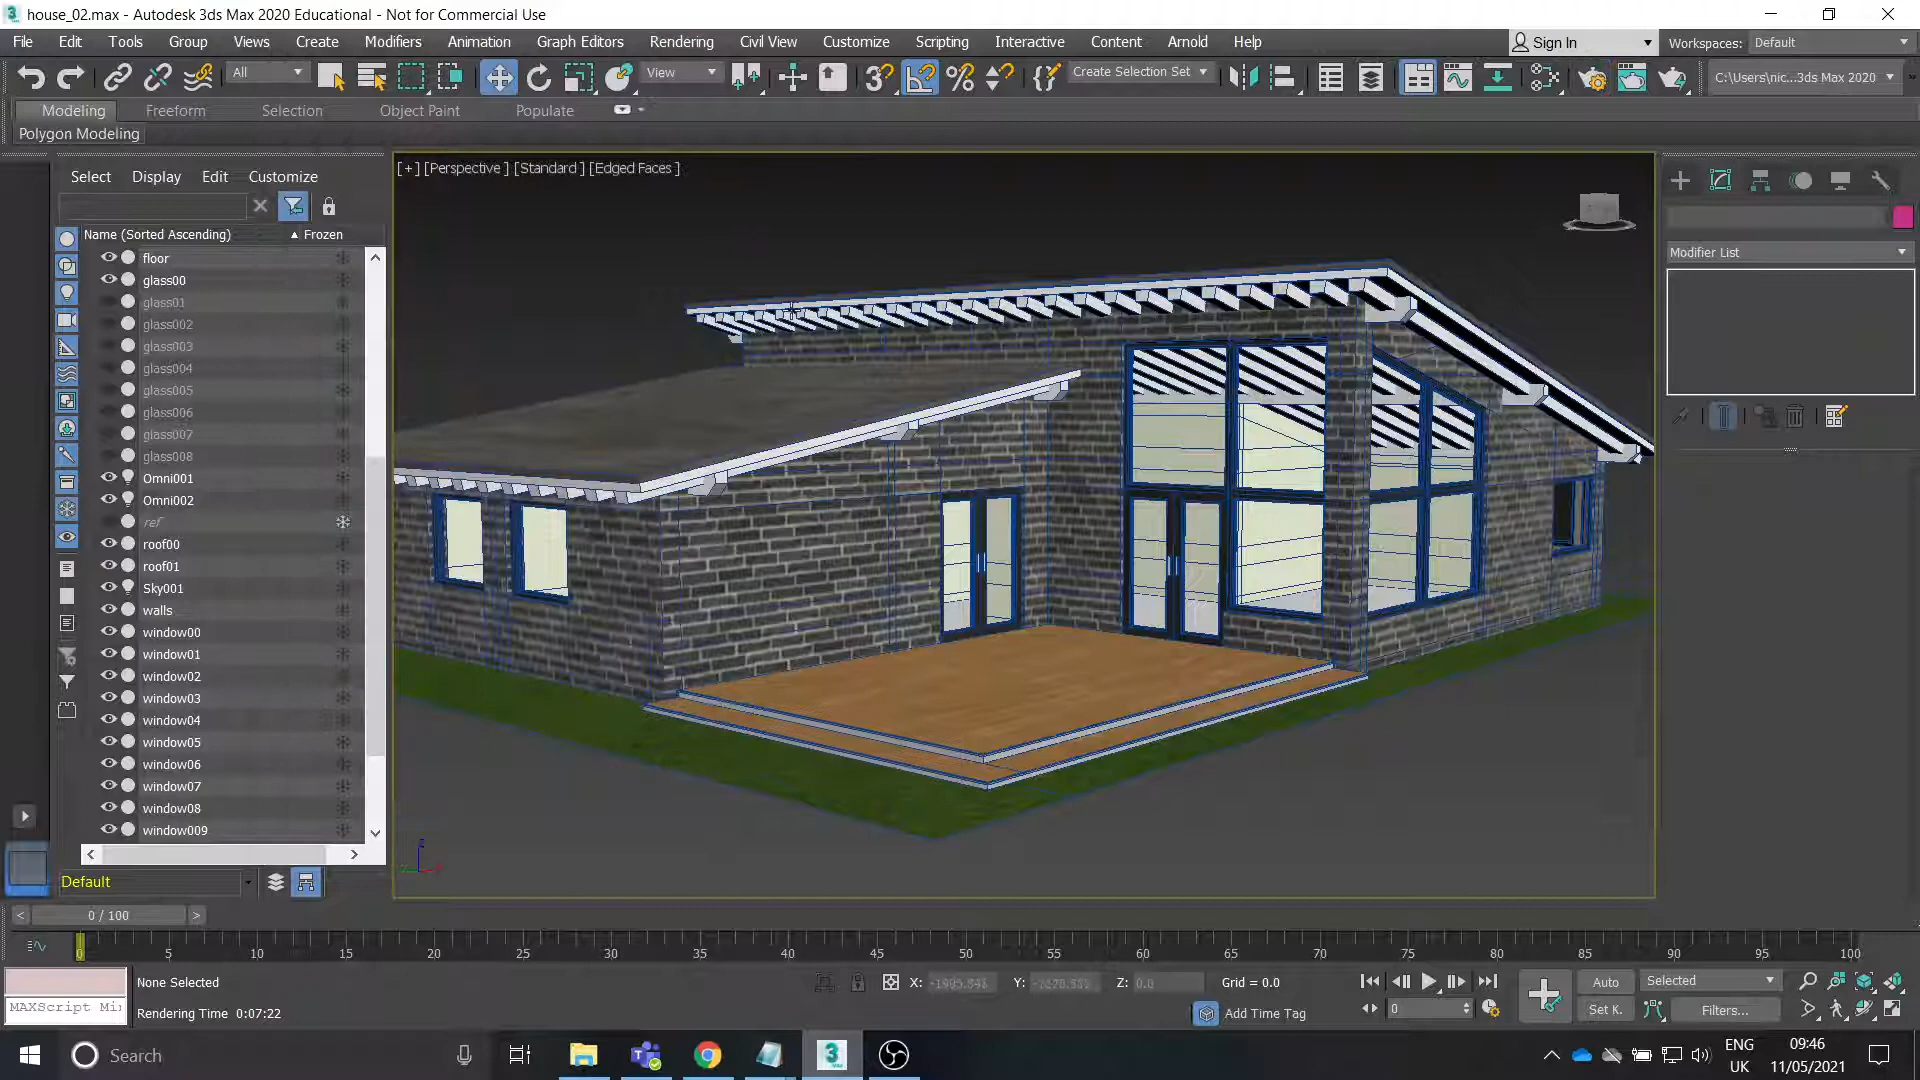 house_02.max - Autodesk 3ds Max 2020 Educational - Not for Commercial Use
File Edit Tools Group Views Create Modifiers Animation Graph Editors Rendering Civil View Customize Scripting Interactive Content Arnold Help Sign In Workspaces: Default
All View Create Selection Set C:\Users\nic...3ds Max 2020
Modeling Freeform Selection Object Paint Populate
Polygon Modeling
Select Display Edit Customize
[+] [Perspective ] [Standard ] [Edged Faces ]
Name (Sorted Ascending) Frozen
Modifier List
floor
glass00
glass01
glass002
glass003
glass004
glass005
glass006
glass007
glass008
Omni001
Omni002
ref
roof00
roof01
Sky001
walls
window00
window01
window02
window03
window04
window05
window06
window07
window08
window009
Default
0 / 100
0 5 10 15 20 25 30 35 40 45 50 55 60 65 70 75 80 85 90 95 100
None Selected X: Y: Z: 0.0 Grid = 0.0 Auto Selected
MAXScript Mi
Rendering Time 0:07:22 Add Time Tag 0 Set K. Filters...
Search ENG 09:46
UK 11/05/2021